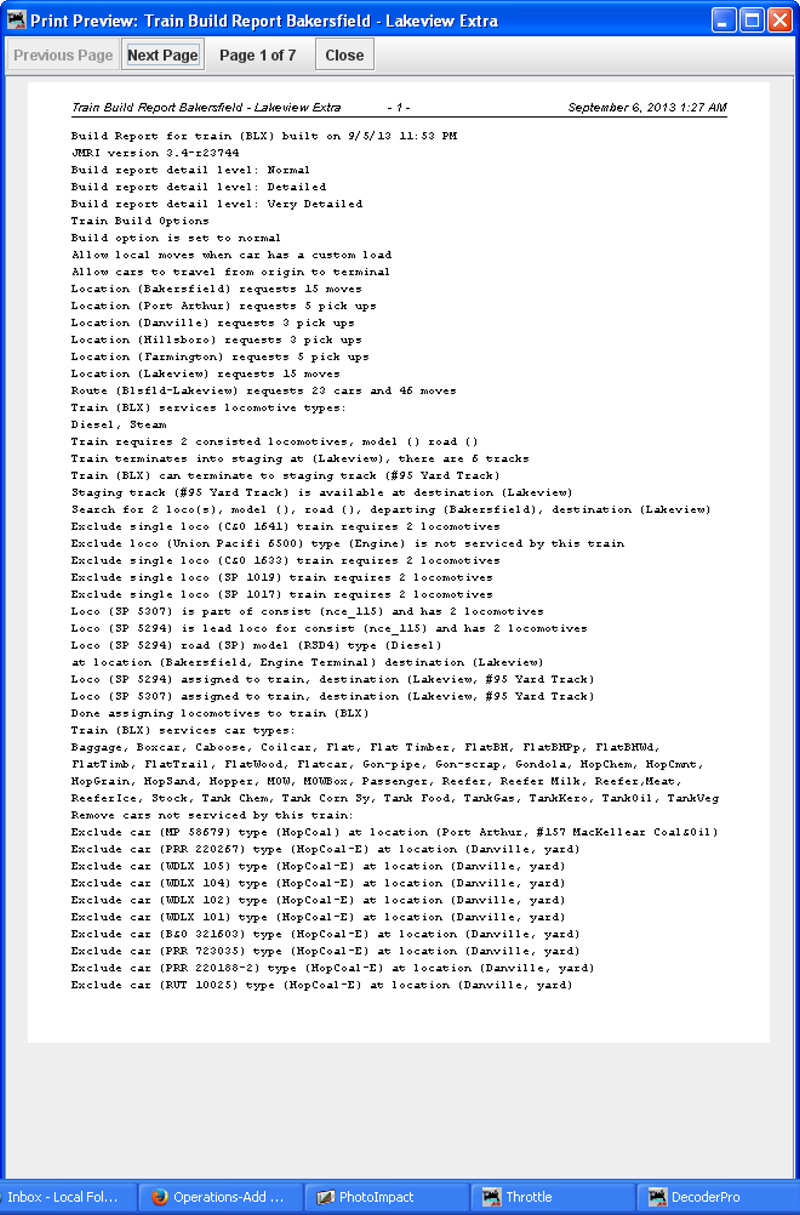 Print Preview: Train Build Report Bakersfield - Lakeview Extra
Previous Page Next Page Page 1 of 7 Close
Train Build Report Bakersfield - Lakeview Extra - 1 - September 6, 2013 1:27 AM
Build Report for train (BLX) built on 9/5/13 11:53 PM
JMRI version 3.4-r23744
Build report detail level: Normal
Build report detail level: Detailed
Build report detail level: Very Detailed
Train Build Options
Build option is set to normal
Allow local moves when car has a custom load
Allow cars to travel from origin to terminal
Location (Bakersfield) requests 15 moves
Location (Port Arthur) requests 5 pick ups
Location (Danville) requests 3 pick ups
Location (Hillsboro) requests 3 pick ups
Location (Farmington) requests 5 pick ups
Location (Lakeview) requests 15 moves
Route (Blsfld-Lakeview) requests 23 cars and 46 moves
Train (BLX) services locomotive types:
Diesel, Steam
Train requires 2 consisted locomotives, model () road ()
Train terminates into staging at (Lakeview), there are 6 tracks
Train (BLX) can terminate to staging track (#95 Yard Track)
Staging track (#95 Yard Track) is available at destination (Lakeview)
Search for 2 loco(s), model (), road (), departing (Bakersfield), destination (Lakeview)
Exclude single loco (C&O 1641) train requires 2 locomotives
Exclude loco (Union Pacifi 6500) type (Engine) is not serviced by this train
Exclude single loco (C&O 1633) train requires 2 locomotives
Exclude single loco (SP 1019) train requires 2 locomotives
Exclude single loco (SP 1017) train requires 2 locomotives
Loco (SP 5307) is part of consist (nce_115) and has 2 locomotives
Loco (SP 5294) is lead loco for consist (nce_115) and has 2 locomotives
Loco (SP 5294) road (SP) model (RSD4) type (Diesel)
at location (Bakersfield, Engine Terminal) destination (Lakeview)
Loco (SP 5294) assigned to train, destination (Lakeview, #95 Yard Track)
Loco (SP 5307) assigned to train, destination (Lakeview, #95 Yard Track)
Done assigning locomotives to train (BLX)
Train (BLX) services car types:
Baggage, Boxcar, Caboose, Coilcar, Flat, Flat Timber, FlatBH, FlatBHPp, FlatBHWd,
FlatTimb, FlatTrail, FlatWood, Flatcar, Gon-pipe, Gon-scrap, Gondola, HopChem, HopCmnt,
HopGrain, HopSand, Hopper, MOW, MOWBox, Passenger, Reefer, Reefer Milk, Reefer,Meat,
ReeferIce, Stock, Tank Chem, Tank Corn Sy, Tank Food, TankGas, TankKero, TankOil, TankVeg
Remove cars not serviced by this train:
Exclude car (MP 58679) type (HopCoal) at location (Port Arthur, #157 MacKellear Coal&Oil)
Exclude car (PRR 220267) type (HopCoal-E) at location (Danville, yard)
Exclude car (WDLX 105) type (HopCoal-E) at location (Danville, yard)
Exclude car (WDLX 104) type (HopCoal-E) at location (Danville, yard)
Exclude car (WDLX 102) type (HopCoal-E) at location (Danville, yard)
Exclude car (WDLX 101) type (HopCoal-E) at location (Danville, yard)
Exclude car (B&O 321603) type (HopCoal-E) at location (Danville, yard)
Exclude car (PRR 723035) type (HopCoal-E) at location (Danville, yard)
Exclude car (PRR 220188-2) type (HopCoal-E) at location (Danville, yard)
Exclude car (RUT 10025) type (HopCoal-E) at location (Danville, yard)
Inbox - Local Fol... Operations-Add ... PhotoImpact Throttle DecoderPro